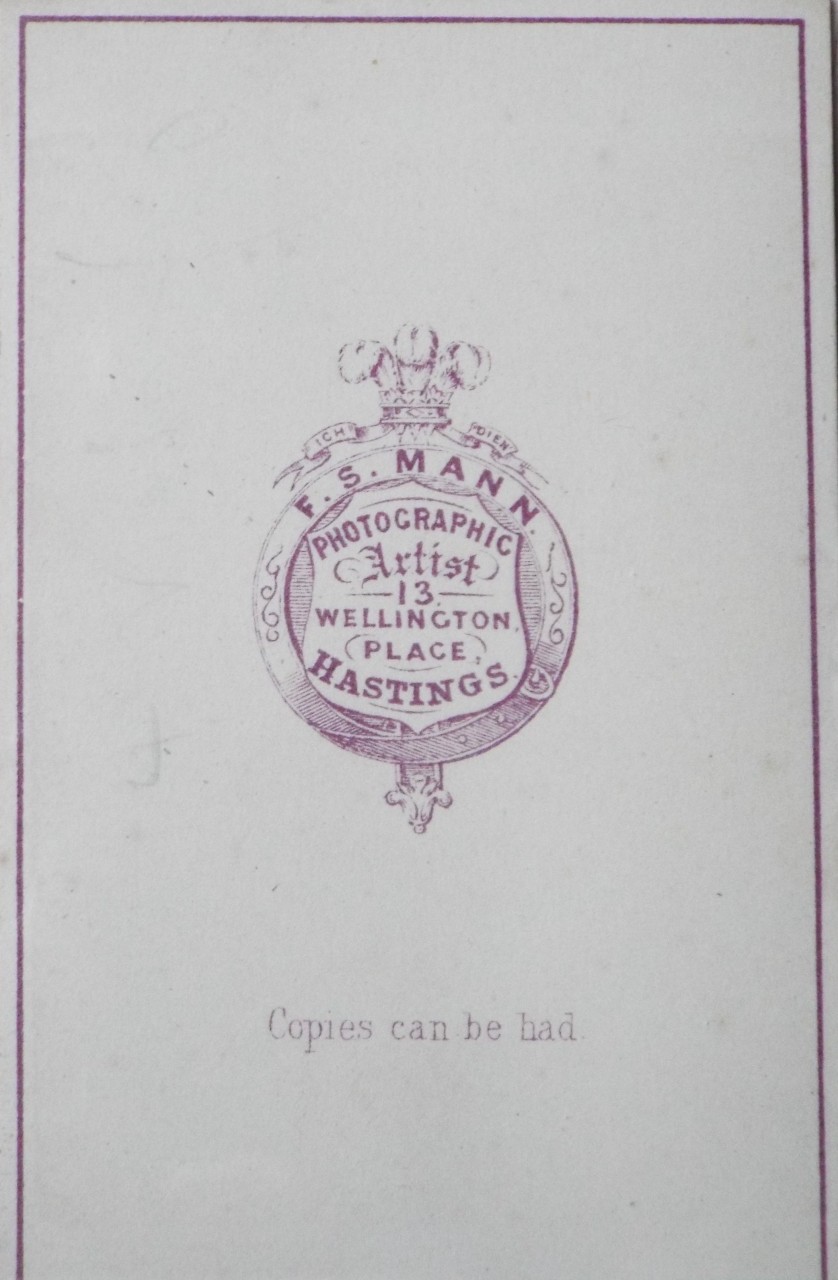 ICH DIEN
F. S. MANN.
PHOTOGRAPHIC
Artist
13.
WELLINGTON,
PLACE,
HASTINGS.
Copies can be had.